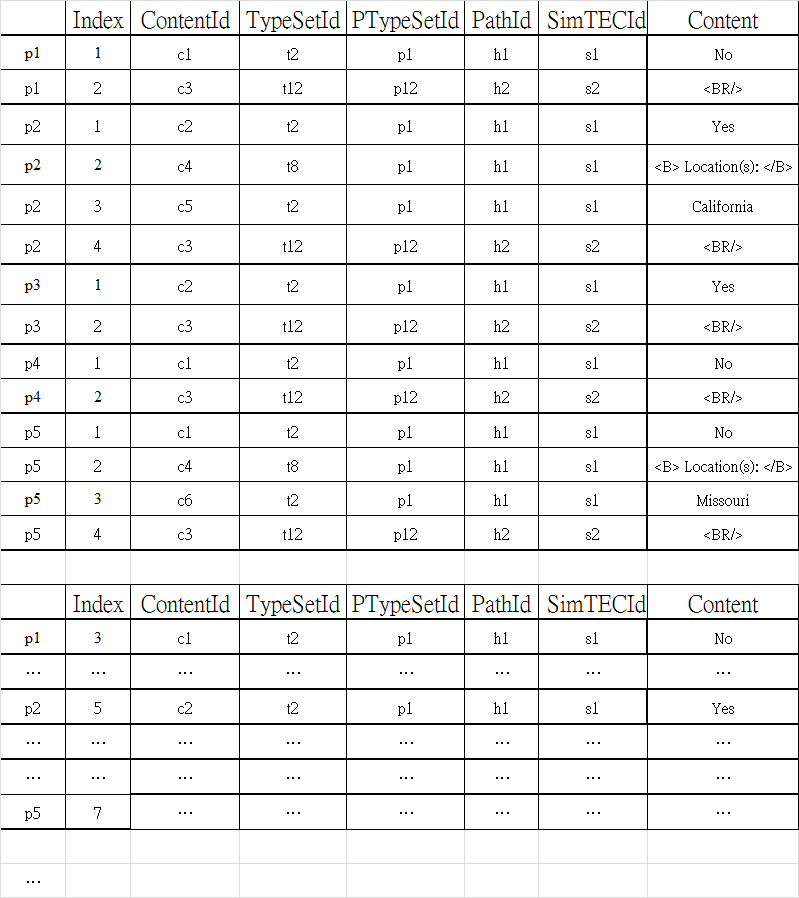 Index ContentId TypeSetId PTypeSetId PathId SimTECId Content
p1 1 c1 t2 p1 h1 s1 No
p1 2 c3 t12 p12 h2 s2 <BR/>
p2 1 c2 t2 p1 h1 s1 Yes
p2 2 c4 t8 p1 h1 s1 <B> Location(s): </B>
p2 3 c5 t2 p1 h1 s1 California
p2 4 c3 t12 p12 h2 s2 <BR/>
p3 1 c2 t2 p1 h1 s1 Yes
p3 2 c3 t12 p12 h2 s2 <BR/>
p4 1 c1 t2 p1 h1 s1 No
p4 2 c3 t12 p12 h2 s2 <BR/>
p5 1 c1 t2 p1 h1 s1 No
p5 2 c4 t8 p1 h1 s1 <B> Location(s): </B>
p5 3 c6 t2 p1 h1 s1 Missouri
p5 4 c3 t12 p12 h2 s2 <BR/>
Index ContentId TypeSetId PTypeSetId PathId SimTECId Content
p1 3 c1 t2 p1 h1 s1 No
... ... ... ... ... ... ... ...
p2 5 c2 t2 p1 h1 s1 Yes
... ... ... ... ... ... ... ...
... ... ... ... ... ... ... ...
p5 7 ... ... ... ... ... ...
...